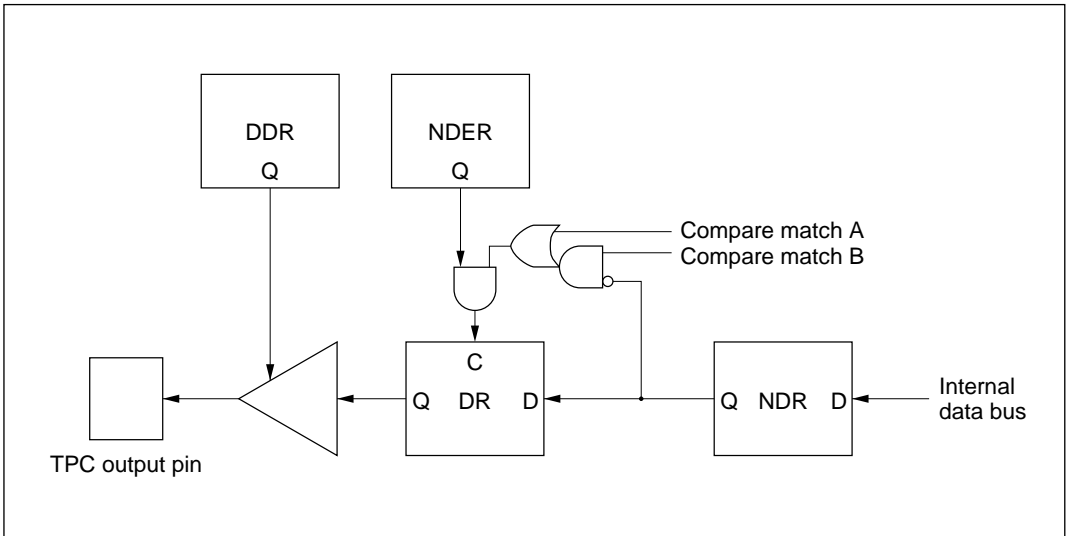 DDR
Q
NDER
Q
Compare match A
Compare match B
C
Q DR D
Q NDR D
Internal
data bus
TPC output pin